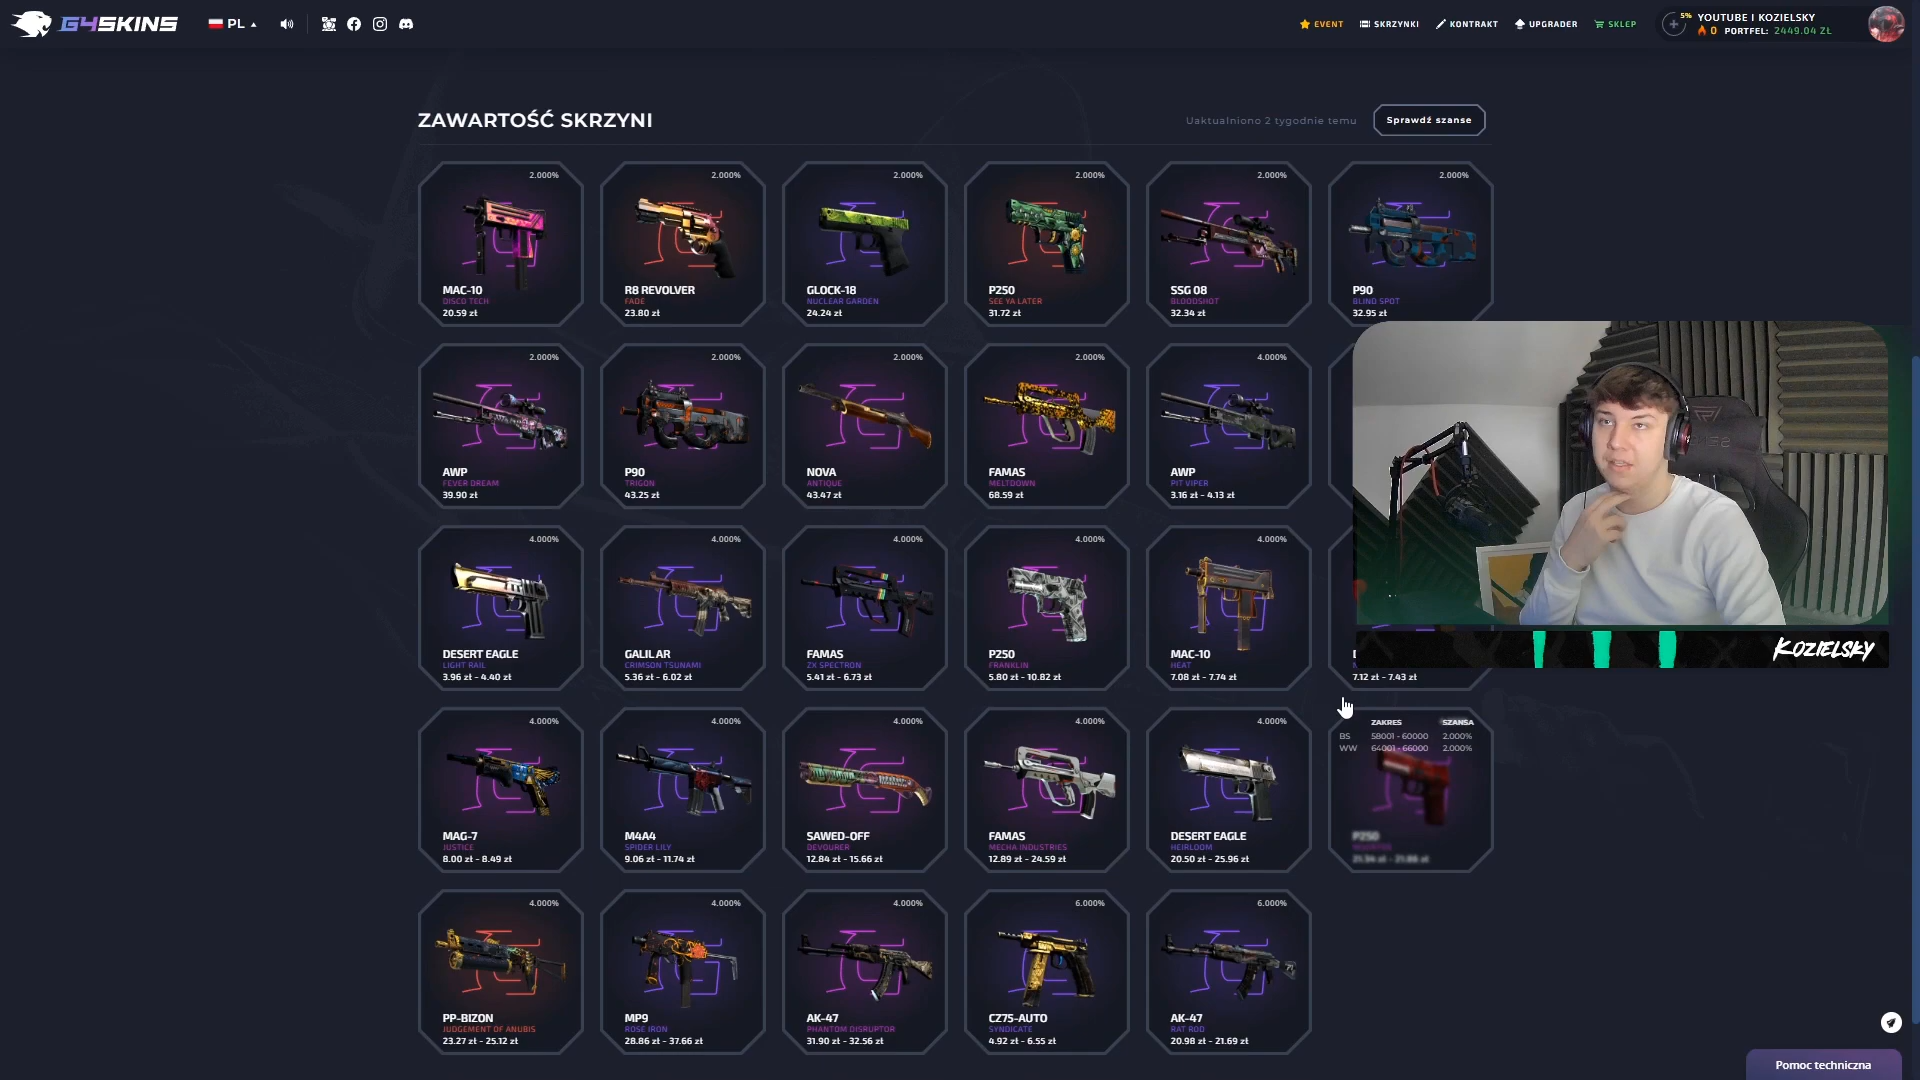 G4SKINS
PL
EVENT
SKRZYNKI
KONTRAKT
UPGRADER
SKLEP
5%
YOUTUBE I KOZIELSKY
0 PORTFEL: 2449.04 ZŁ
ZAWARTOŚĆ SKRZYNI
Uaktualniono 2 tygodnie temu
Sprawdź szanse
2.000%
MAC-10
DISCO TECH
20.59 zł
2.000%
R8 REVOLVER
FADE
23.80 zł
2.000%
GLOCK-18
NUCLEAR GARDEN
24.24 zł
2.000%
P250
SEE YA LATER
31.72 zł
2.000%
SSG 08
BLOODSHOT
32.34 zł
2.000%
P90
BLIND SPOT
32.95 zł
2.000%
AWP
FEVER DREAM
39.90 zł
2.000%
P90
TRIGON
43.25 zł
2.000%
NOVA
ANTIQUE
43.47 zł
2.000%
FAMAS
MELTDOWN
68.59 zł
4.000%
AWP
PIT VIPER
3.16 zł - 4.13 zł
4.000%
DESERT EAGLE
LIGHT RAIL
3.96 zł - 4.40 zł
4.000%
GALIL AR
CRIMSON TSUNAMI
5.36 zł - 6.02 zł
4.000%
FAMAS
ZX SPECTRON
5.41 zł - 6.73 zł
4.000%
P250
FRANKLIN
5.80 zł - 10.82 zł
4.000%
MAC-10
HEAT
7.08 zł - 7.74 zł
7.12 zł - 7.43 zł
KOZIELSKY
4.000%
MAG-7
JUSTICE
8.00 zł - 8.49 zł
4.000%
M4A4
SPIDER LILY
9.06 zł - 11.74 zł
4.000%
SAWED-OFF
DEVOURER
12.84 zł - 15.66 zł
4.000%
FAMAS
MECHA INDUSTRIES
12.89 zł - 24.59 zł
4.000%
DESERT EAGLE
HEIRLOOM
20.50 zł - 25.96 zł
ZAKRES SZANSA
BS 58001 - 60000 2.000%
WW 64001 - 66000 2.000%
P250
4.000%
PP-BIZON
JUDGEMENT OF ANUBIS
23.27 zł - 25.12 zł
4.000%
MP9
ROSE IRON
28.86 zł - 37.66 zł
4.000%
AK-47
PHANTOM DISRUPTOR
31.90 zł - 32.56 zł
6.000%
CZ75-AUTO
SYNDICATE
4.92 zł - 6.55 zł
6.000%
AK-47
RAT ROD
20.98 zł - 21.69 zł
Pomoc techniczna